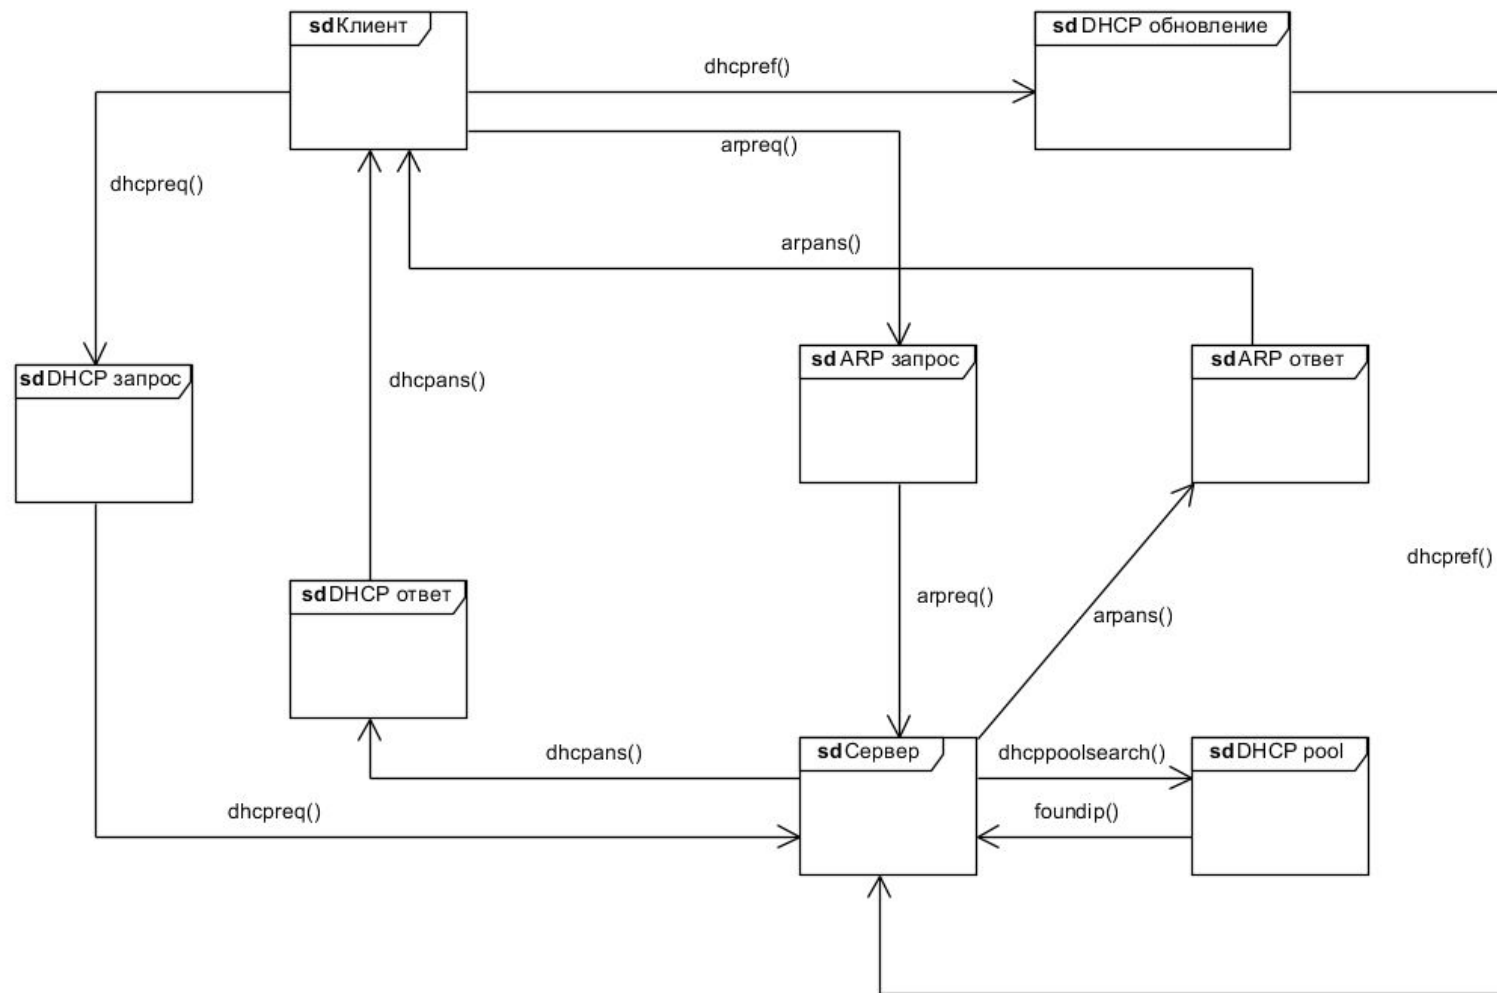 sd Клиент
sd DHCP обновление
dhcpref()
arpreq()
dhcpreq()
arpans()
sd DHCP запрос
dhcpans()
sd ARP запрос
sd ARP ответ
dhcpref()
sd DHCP ответ
arpreq()
arpans()
dhcpans()
sd Сервер
dhcppoolsearch()
sd DHCP pool
dhcpreq()
foundip()